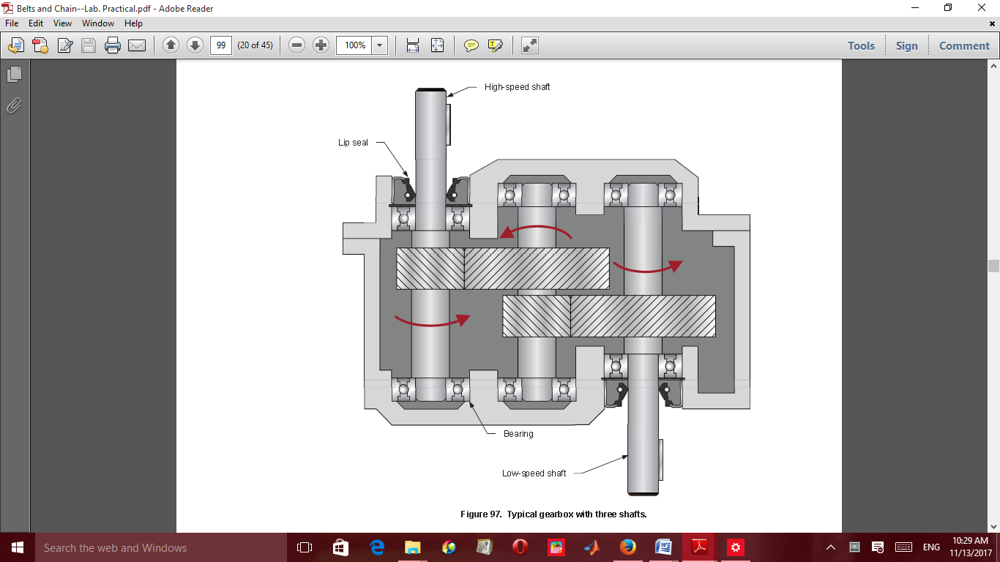 Belts and Chain--Lab. Practical.pdf - Adobe Reader
File Edit View Window Help
99 (20 of 45) 100% Tools Sign Comment
High-speed shaft
Lip seal
Bearing
Low-speed shaft
Figure 97. Typical gearbox with three shafts.
Search the web and Windows
ENG
10:29 AM
11/13/2017